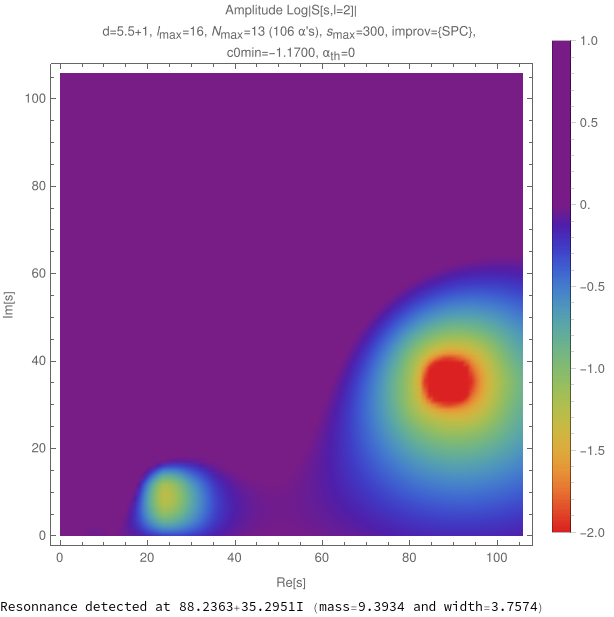 Amplitude Log|S[s,l=2]|
d=5.5+1, lmax=16, Nmax=13 (106 α's), smax=300, improv={SPC},
c0min=−1.1700, αth=0
1.0
0.5
0.
−0.5
−1.0
−1.5
−2.0
100
80
60
40
20
0
Im[s]
0 20 40 60 80 100
Re[s]
Resonnance detected at 88.2363+35.2951I (mass=9.3934 and width=3.7574)